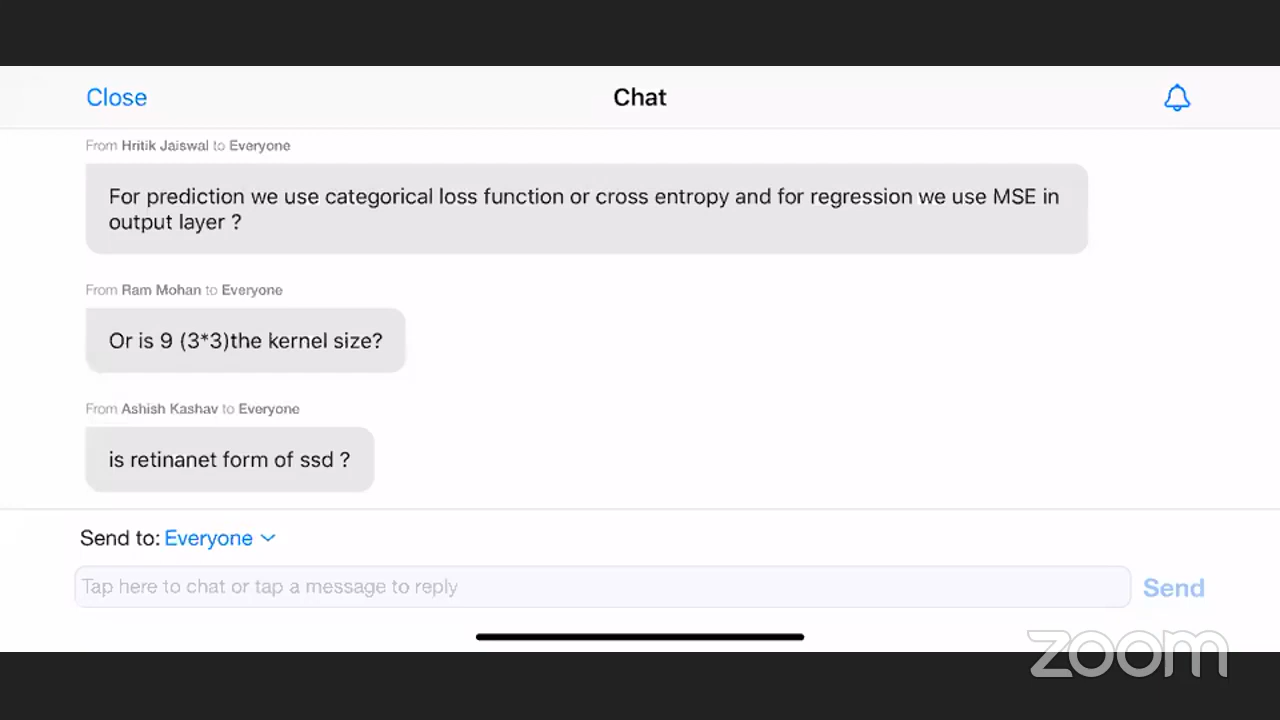 Close
Chat
From Hritik Jaiswal to Everyone
For prediction we use categorical loss function or cross entropy and for regression we use MSE in
output layer ?
From Ram Mohan to Everyone
Or is 9 (3*3)the kernel size?
From Ashish Kashav to Everyone
is retinanet form of ssd ?
Send to: Everyone
Tap here to chat or tap a message to reply
Send
zoom